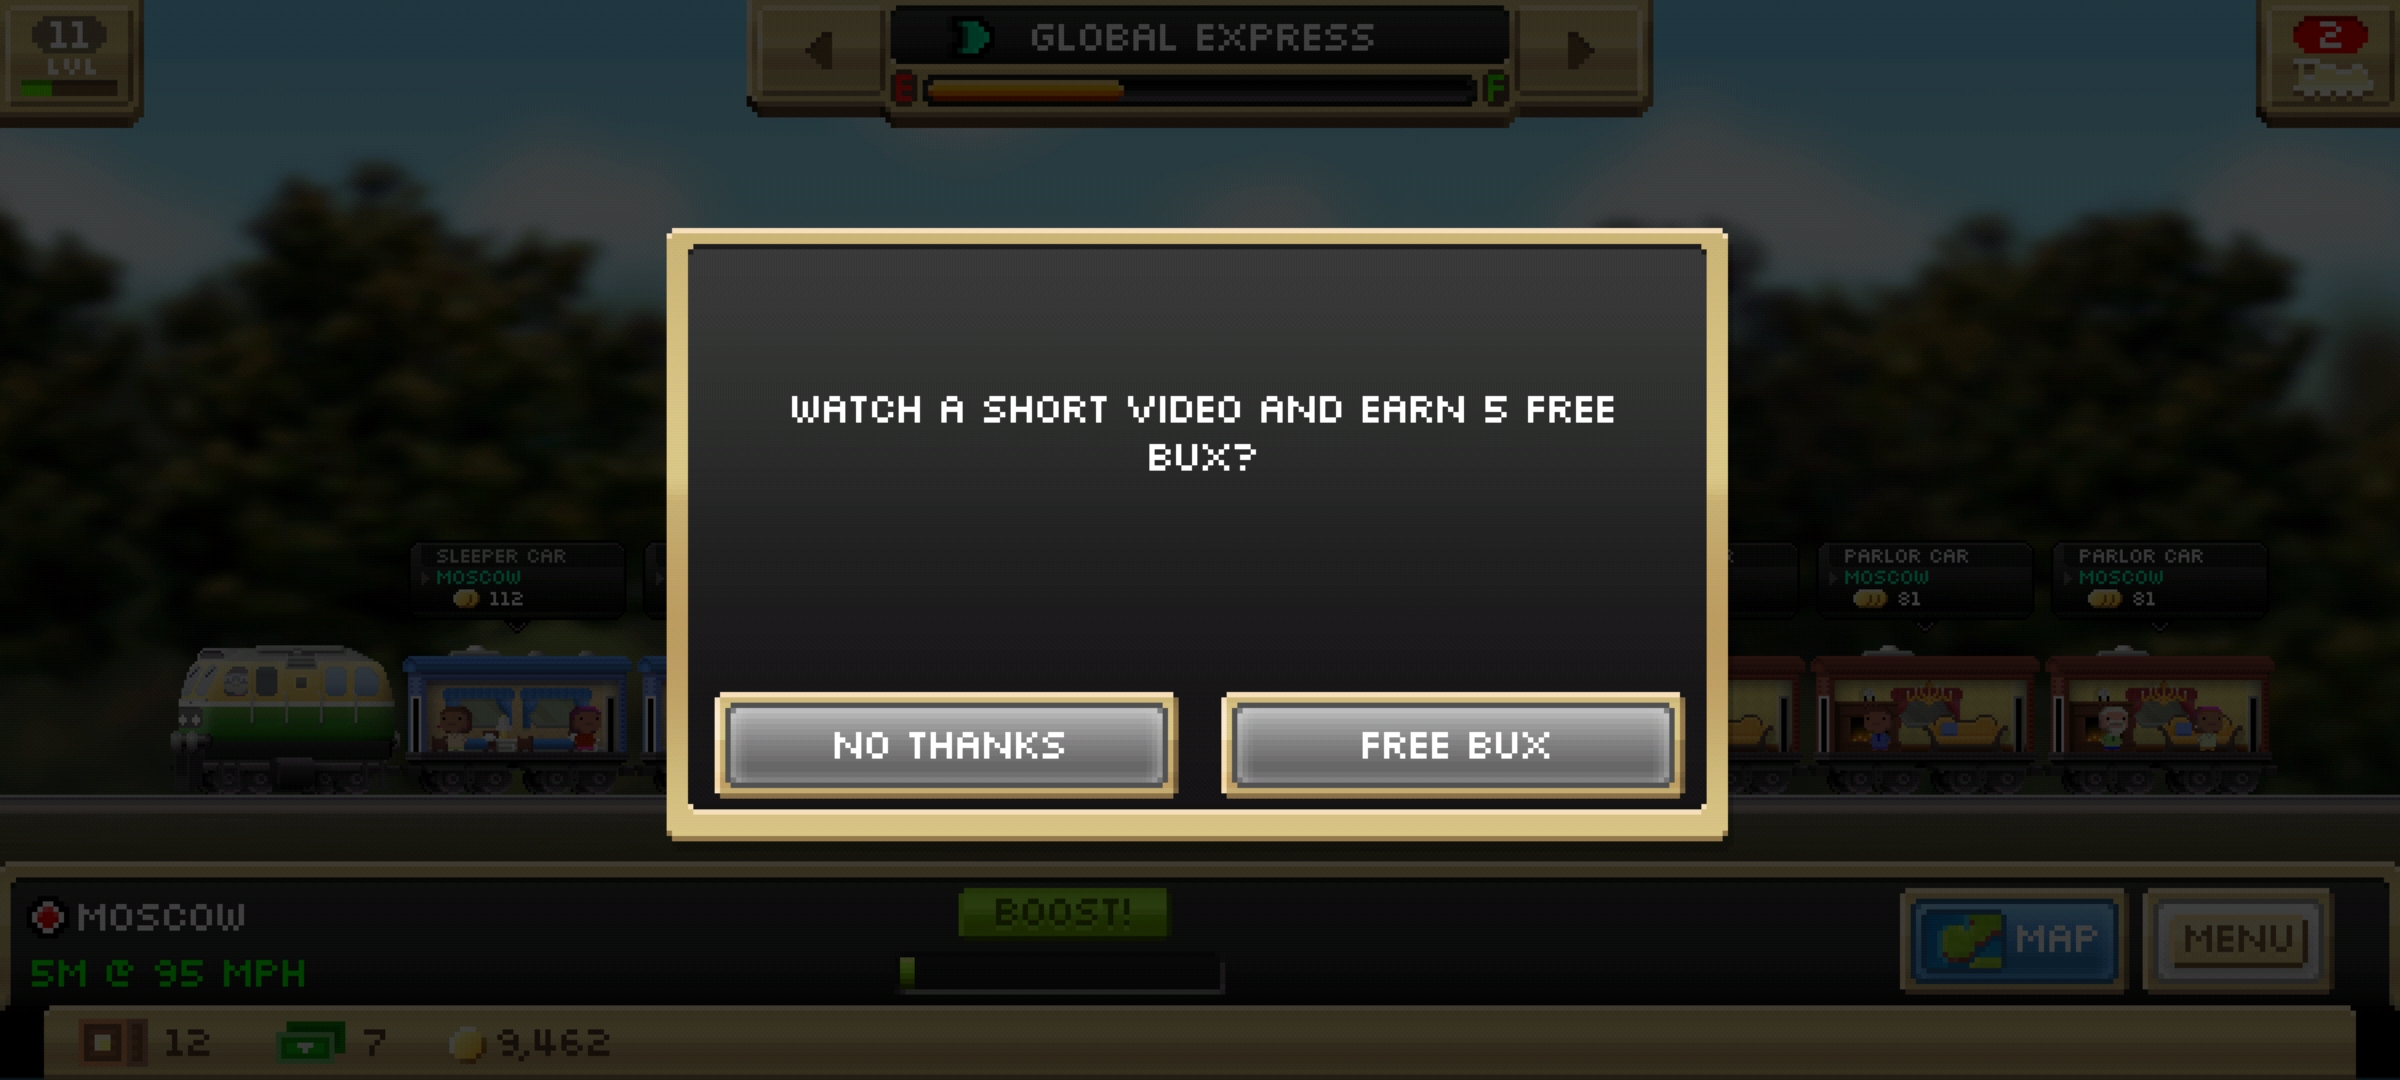 11
LVL
GLOBAL EXPRESS
E
F
2
WATCH A SHORT VIDEO AND EARN 5 FREE
BUX?
NO THANKS
FREE BUX
SLEEPER CAR
MOSCOW
112
PARLOR CAR
MOSCOW
81
PARLOR CAR
MOSCOW
81
MOSCOW
5M @ 95 MPH
BOOST!
MAP
MENU
12
7
9,462